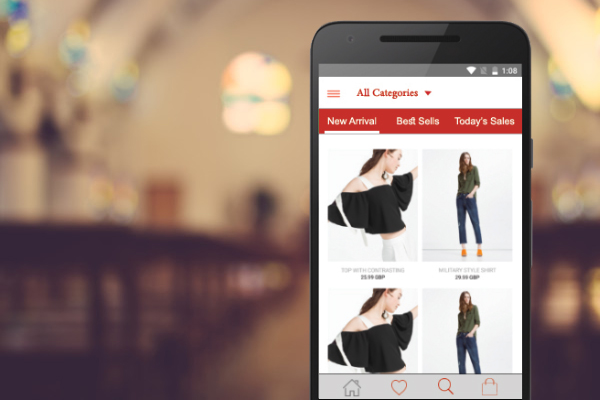 1:08
All Categories
New Arrival Best Sells Today's Sales
TOP WITH CONTRASTING MILITARY STYLE SHIRT
25.99 GBP 29.99 GBP